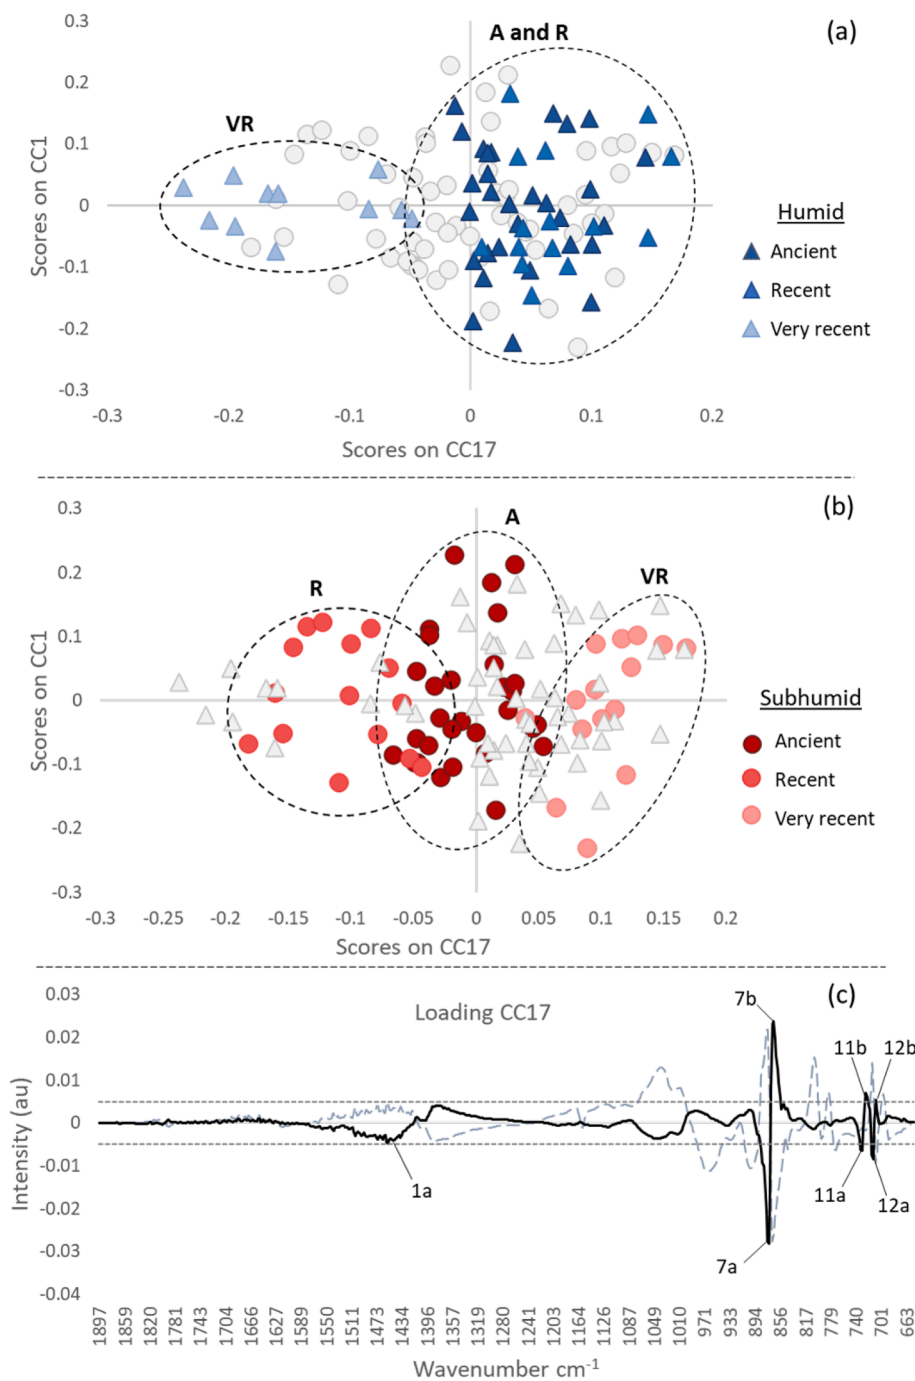 (a)
A and R
VR
0.3
0.2
0.1
0
-0.1
-0.2
-0.3
Scores on CC1
-0.3
-0.2
-0.1
0
0.1
0.2
Scores on CC17
Humid
Ancient
Recent
Very recent
(b)
A
R
VR
0.3
0.2
0.1
0
-0.1
-0.2
-0.3
Scores on CC1
-0.3
-0.2
-0.15
-0.1
-0.05
0
0.05
0.1
0.15
0.2
Scores on CC17
Subhumid
Ancient
Recent
Very recent
(c)
Loading CC17
7b
11b
12b
1a
7a
11a
12a
0.03
0.02
0.01
0
-0.01
-0.02
-0.03
-0.04
Intensity (au)
1897
1859
1820
1781
1743
1704
1666
1627
1589
1550
1511
1473
1434
1396
1357
1319
1280
1241
1203
1164
1126
1087
1049
1010
971
933
894
856
817
779
740
701
663
Wavenumber cm-1